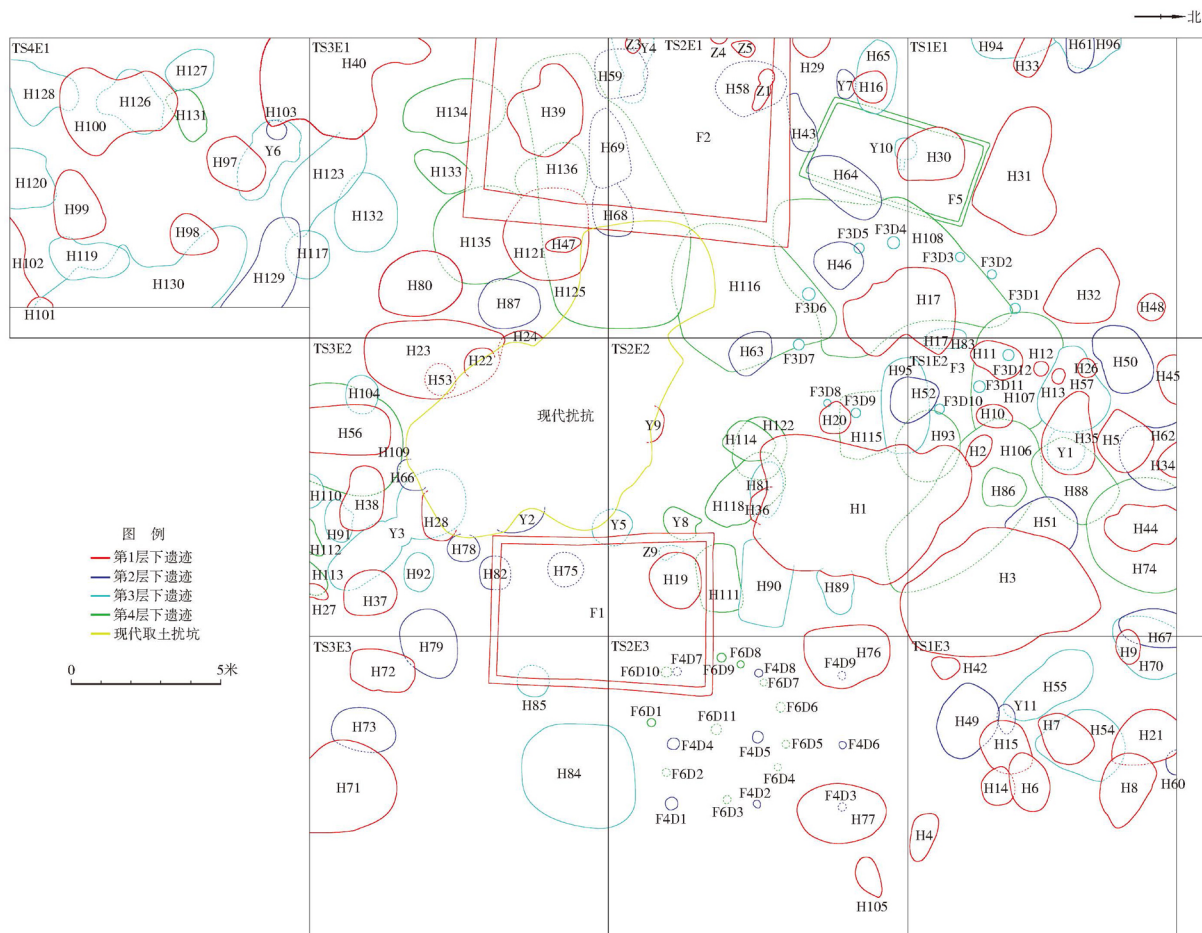 北
TS4E1
TS3E1
TS2E1
TS1E1
H128
H127
H126
H131
H100
H103
H40
H97
Y6
H120
H99
H98
H102
H119
H130
H129
H101
H134
H39
H59
Z3
Y4
Z4
Z5
H58
Z1
F2
H29
Y7
H65
H16
H43
H94
H33
H61
H96
H133
H136
H69
H123
H132
H117
H135
H121
H47
H68
H125
H80
H87
H24
H64
Y10
H30
F5
H31
F3D5
F3D4
H108
F3D3
F3D2
H46
H116
F3D6
H17
F3D1
H32
H48
TS3E2
TS2E2
TS1E2
H23
H22
H53
H104
H56
H109
H66
H63
F3D7
H17
H83
H95
F3
H11
F3D12
H12
H26
H57
H50
H45
H13
F3D11
H107
H52
F3D10
H10
F3D8
F3D9
H20
H115
H93
现代扰坑
Y9
H114
H122
H2
H106
H35
Y1
H5
H62
H34
H110
H38
H91
Y3
H28
H112
H113
H27
H37
H92
H78
Y2
Y5
Y8
H118
H81
H36
H1
H86
H88
H51
H44
H74
H3
H82
H75
Z9
H19
H111
H90
H89
F1
H67
H9
H70
TS3E3
TS2E3
TS1E3
H79
H72
H85
F4D7
F6D10
F6D8
F6D9
F4D8
F6D7
F4D9
H76
H42
H55
H73
F6D1
F6D11
F6D6
F4D4
F4D5
F6D5
F4D6
H49
Y11
H15
H7
H54
H21
H60
H71
H84
F6D2
F6D4
F4D2
F4D1
F6D3
F4D3
H77
H14
H6
H8
H4
H105
图 例
第1层下遗迹
第2层下遗迹
第3层下遗迹
第4层下遗迹
现代取土扰坑
0
5米